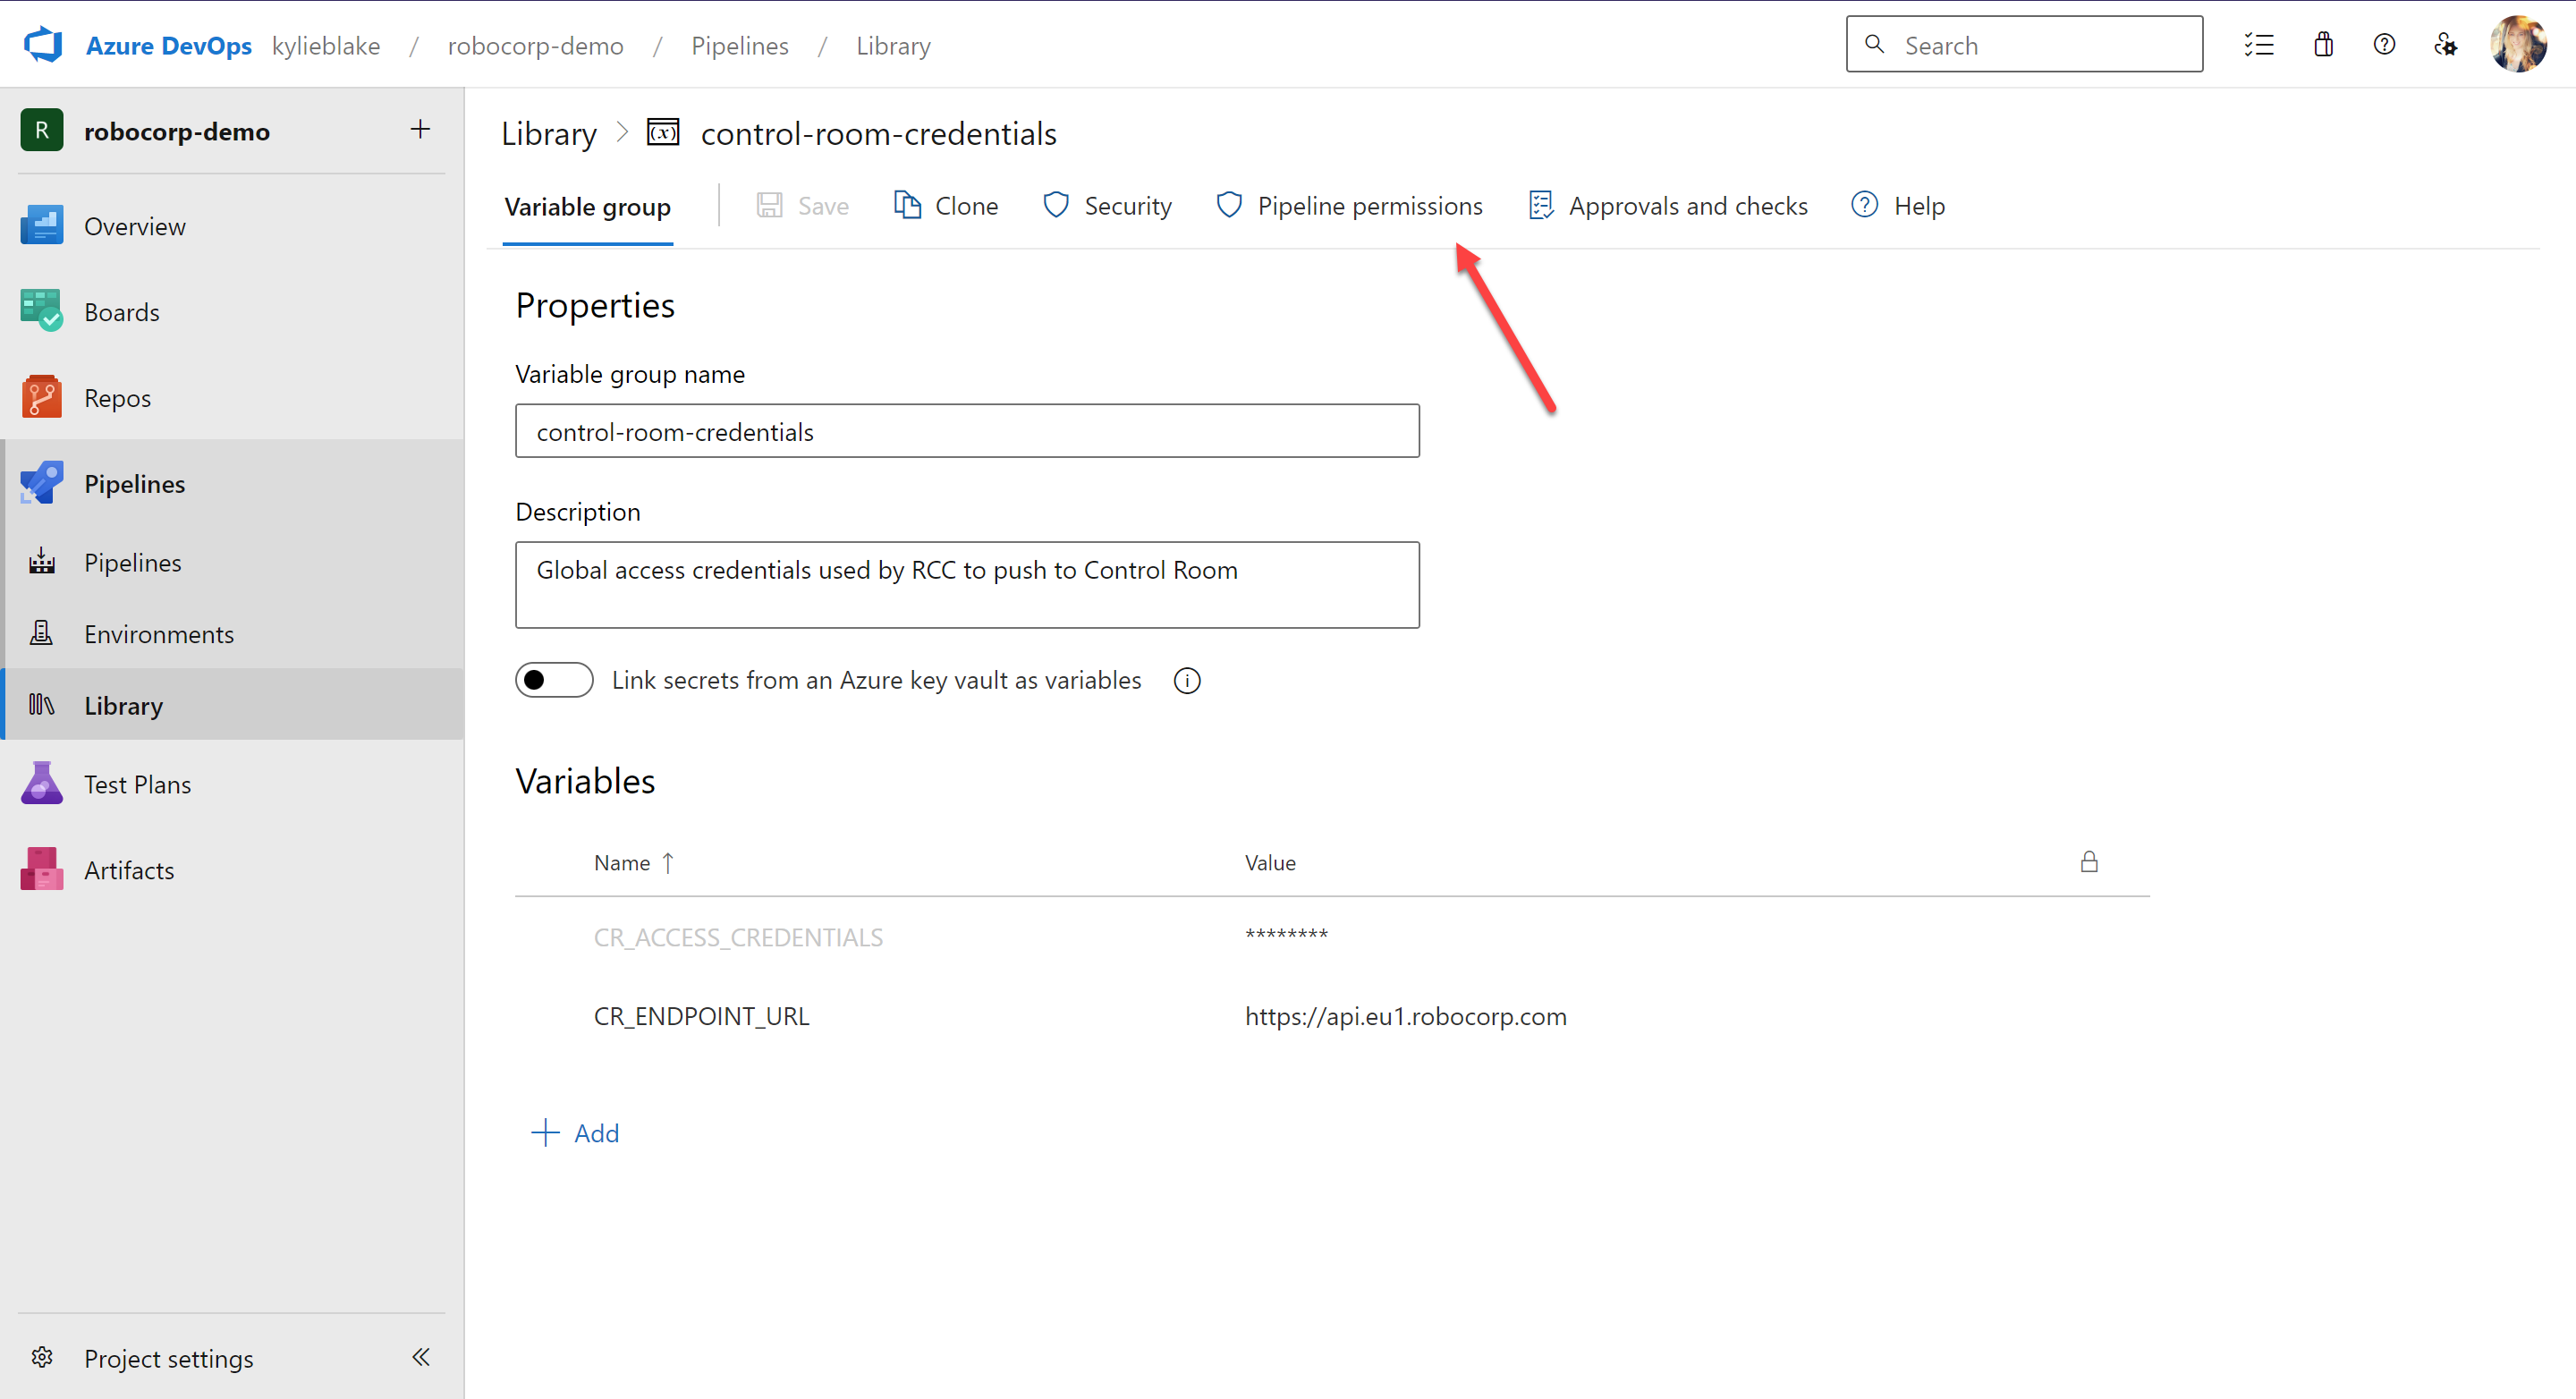 Azure DevOps kylieblake / robocorp-demo / Pipelines / Library
Search
R robocorp-demo
Overview
Boards
Repos
Pipelines
Pipelines
Environments
Library
Test Plans
Artifacts
Project settings
Library > (x) control-room-credentials
Variable group Save Clone Security Pipeline permissions Approvals and checks ? Help
Properties
Variable group name
control-room-credentials
Description
Global access credentials used by RCC to push to Control Room
Link secrets from an Azure key vault as variables i
Variables
Name ↑ Value
CR_ACCESS_CREDENTIALS ********
CR_ENDPOINT_URL https://api.eu1.robocorp.com
+ Add